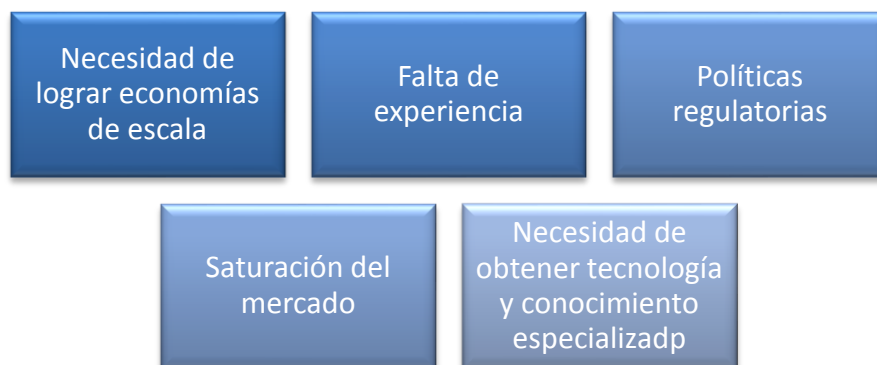 Necesidad de
lograr economías
de escala
Falta de
experiencia
Políticas
regulatorias
Saturación del
mercado
Necesidad de
obtener tecnología
y conocimiento
especializadp